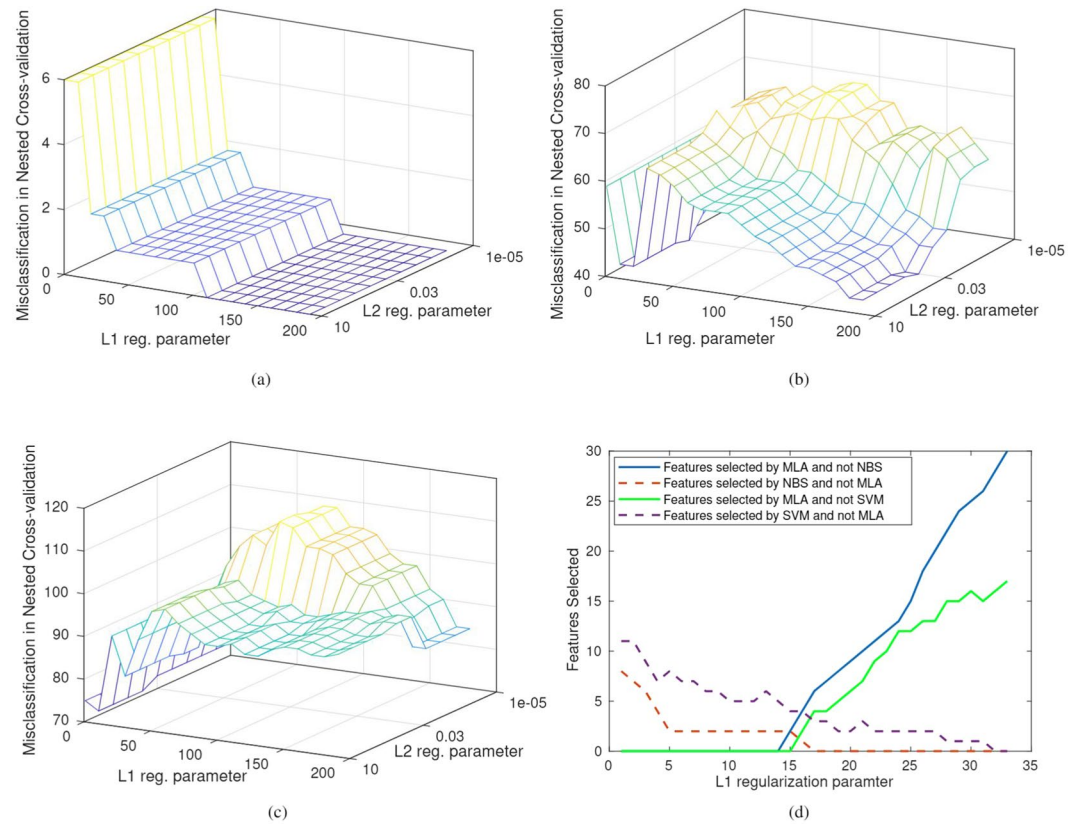 Misclassification in Nested Cross-validation
6
4
2
0
0
50
100
150
200
L1 reg. parameter
1e-05
0.03
10
L2 reg. parameter
(a)
Misclassification in Nested Cross-validation
80
70
60
50
40
0
50
100
150
200
L1 reg. parameter
1e-05
0.03
10
L2 reg. parameter
(b)
Misclassification in Nested Cross-validation
120
110
100
90
80
70
0
50
100
150
200
L1 reg. parameter
1e-05
0.03
10
L2 reg. parameter
(c)
Features Selected
30
25
20
15
10
5
0
Features selected by MLA and not NBS
Features selected by NBS and not MLA
Features selected by MLA and not SVM
Features selected by SVM and not MLA
0 5 10 15 20 25 30 35
L1 regularization paramter
(d)